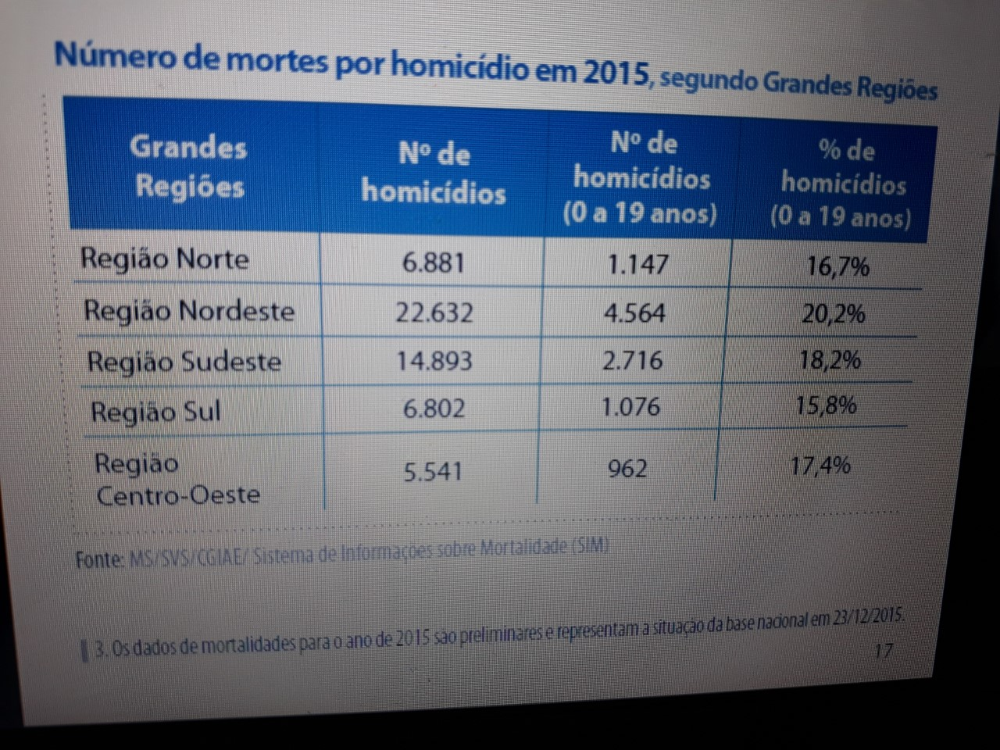 Número de mortes por homicídio em 2015, segundo Grandes Regiões
Grandes Regiões | Nº de homicídios | Nº de homicídios (0 a 19 anos) | % de homicídios (0 a 19 anos)
Região Norte 6.881 1.147 16,7%
Região Nordeste 22.632 4.564 20,2%
Região Sudeste 14.893 2.716 18,2%
Região Sul 6.802 1.076 15,8%
Região Centro-Oeste 5.541 962 17,4%
Fonte: MS/SVS/CGIAE/ Sistema de Informações sobre Mortalidade (SIM)
3. Os dados de mortalidades para o ano de 2015 são preliminares e representam a situação da base nacional em 23/12/2015.
17